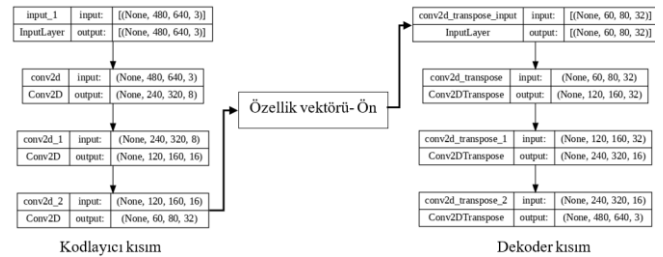 input_1 input: [(None, 480, 640, 3)]
InputLayer output: [(None, 480, 640, 3)]
conv2d input: (None, 480, 640, 3)
Conv2D output: (None, 240, 320, 8)
conv2d_1 input: (None, 240, 320, 8)
Conv2D output: (None, 120, 160, 16)
conv2d_2 input: (None, 120, 160, 16)
Conv2D output: (None, 60, 80, 32)
Kodlayıcı kısım
Özellik vektörü- Ön
conv2d_transpose_input input: [(None, 60, 80, 32)]
InputLayer output: [(None, 60, 80, 32)]
conv2d_transpose input: (None, 60, 80, 32)
Conv2DTranspose output: (None, 120, 160, 32)
conv2d_transpose_1 input: (None, 120, 160, 32)
Conv2DTranspose output: (None, 240, 320, 16)
conv2d_transpose_2 input: (None, 240, 320, 16)
Conv2DTranspose output: (None, 480, 640, 3)
Dekoder kısım